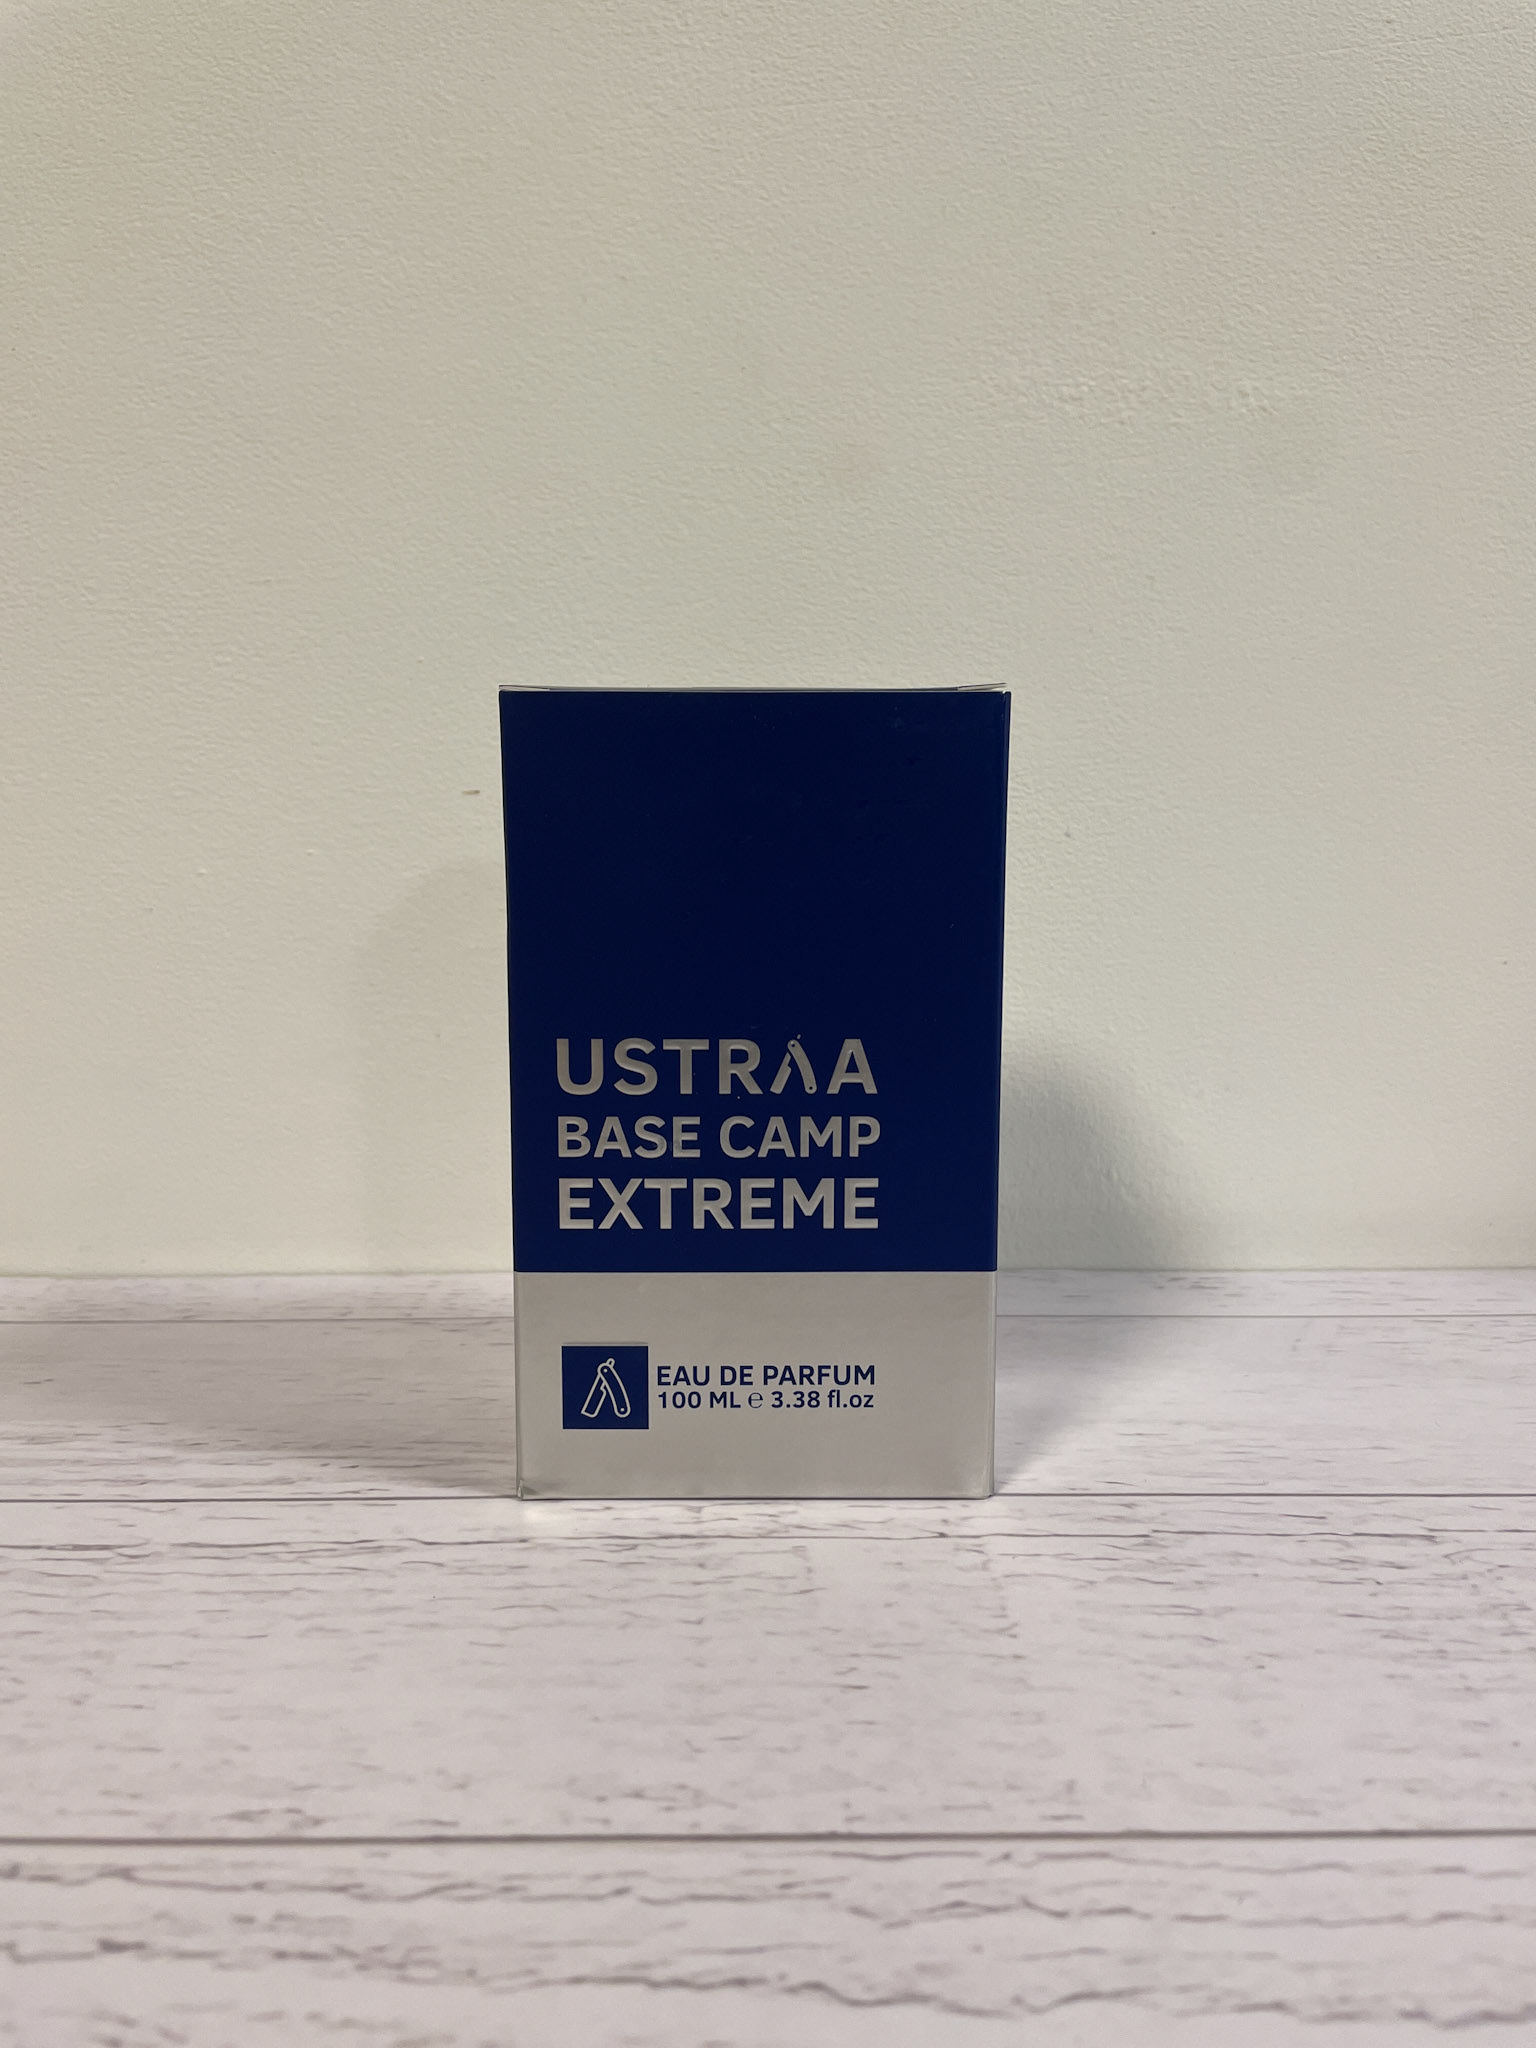 USTRAA
BASE CAMP
EXTREME
EAU DE PARFUM
100 ML ℮ 3.38 fl.oz